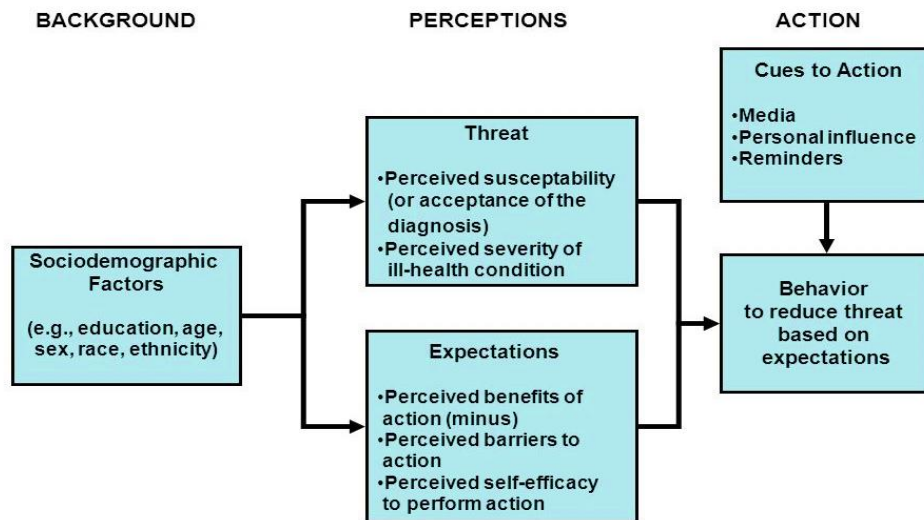 BACKGROUND
PERCEPTIONS
ACTION
Cues to Action
•Media
•Personal influence
•Reminders
Threat
•Perceived susceptability
(or acceptance of the
diagnosis)
•Perceived severity of
ill-health condition
Sociodemographic
Factors
(e.g., education, age,
sex, race, ethnicity)
Behavior
to reduce threat
based on
expectations
Expectations
•Perceived benefits of
action (minus)
•Perceived barriers to
action
•Perceived self-efficacy
to perform action